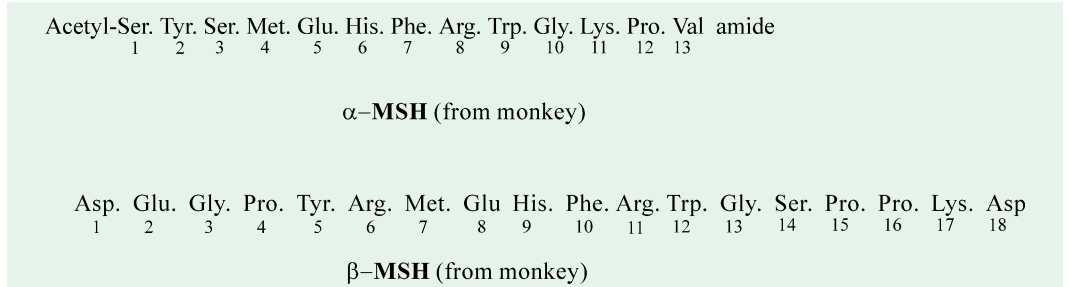 Acetyl-Ser. Tyr. Ser. Met. Glu. His. Phe. Arg. Trp. Gly. Lys. Pro. Val amide
1 2 3 4 5 6 7 8 9 10 11 12 13
α–MSH (from monkey)
Asp. Glu. Gly. Pro. Tyr. Arg. Met. Glu His. Phe. Arg. Trp. Gly. Ser. Pro. Pro. Lys. Asp
1 2 3 4 5 6 7 8 9 10 11 12 13 14 15 16 17 18
β–MSH (from monkey)